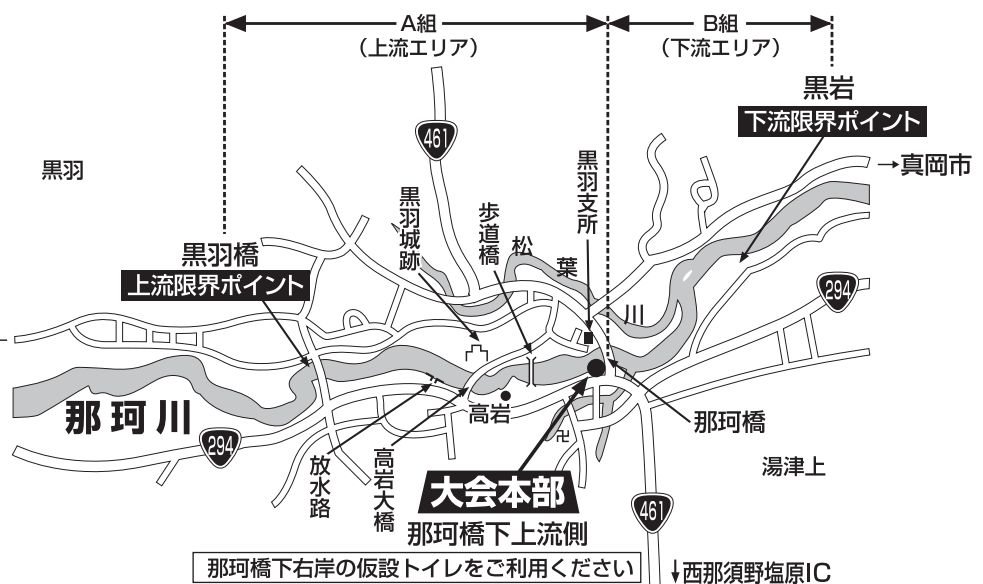 A組
（上流エリア）
B組
（下流エリア）
黒岩
下流限界ポイント
→真岡市
461
黒羽
黒羽支所
黒羽城跡
歩道橋
松葉川
黒羽橋
上流限界ポイント
294
那珂川
294
高岩
那珂橋
卍
放水路
高岩大橋
湯津上
大会本部
那珂橋下上流側
461
那珂橋下右岸の仮設トイレをご利用ください
↓西那須野塩原IC